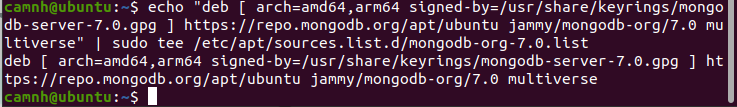 camnh@ubuntu:~$ echo "deb [ arch=amd64,arm64 signed-by=/usr/share/keyrings/mongo
db-server-7.0.gpg ] https://repo.mongodb.org/apt/ubuntu jammy/mongodb-org/7.0 mu
ltiverse" | sudo tee /etc/apt/sources.list.d/mongodb-org-7.0.list
deb [ arch=amd64,arm64 signed-by=/usr/share/keyrings/mongodb-server-7.0.gpg ] ht
tps://repo.mongodb.org/apt/ubuntu jammy/mongodb-org/7.0 multiverse
camnh@ubuntu:~$